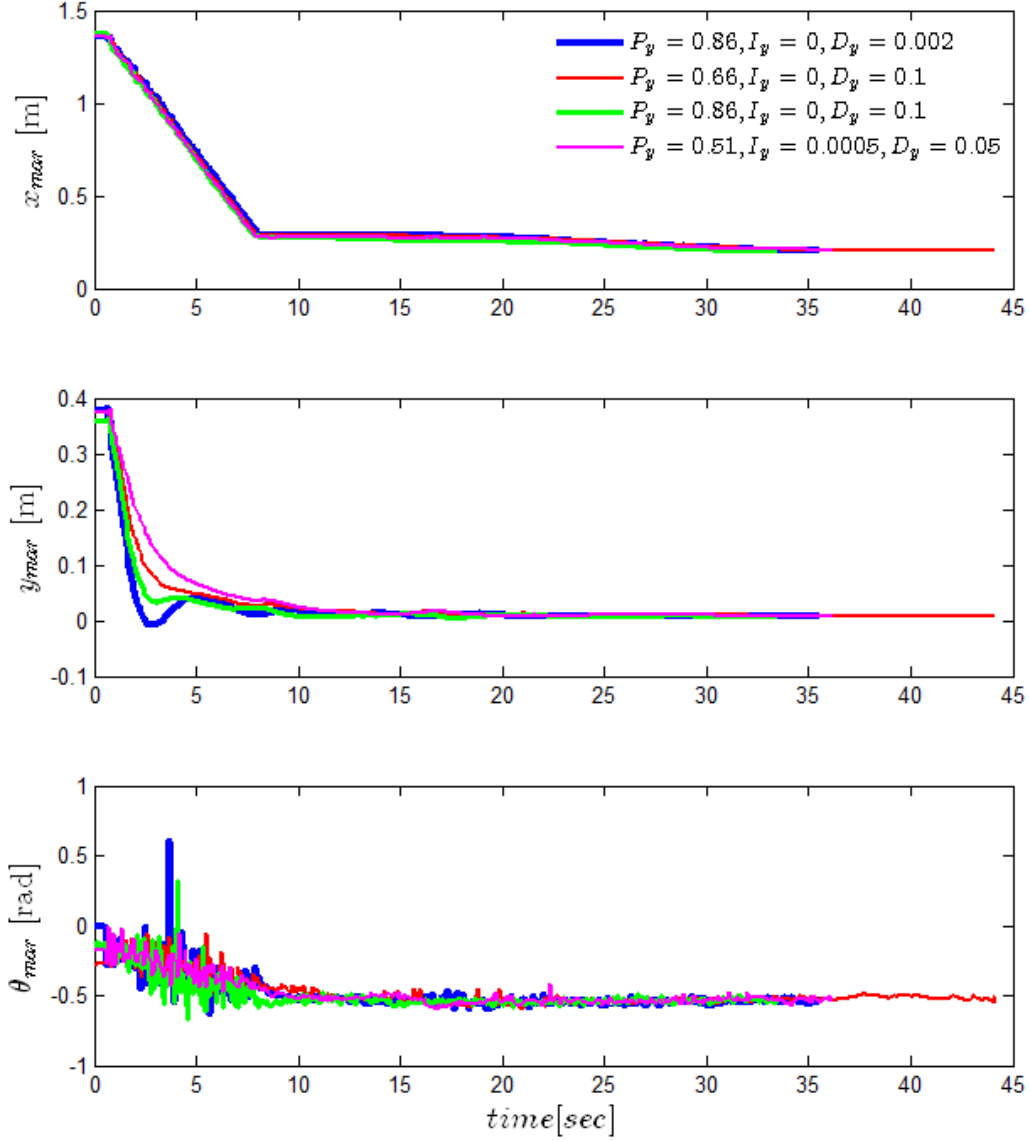 1.5
1
0.5
0
x_mar [m]
P_y = 0.86, I_y = 0, D_y = 0.002
P_y = 0.66, I_y = 0, D_y = 0.1
P_y = 0.86, I_y = 0, D_y = 0.1
P_y = 0.51, I_y = 0.0005, D_y = 0.05
0 5 10 15 20 25 30 35 40 45
0.4
0.3
0.2
0.1
0
-0.1
y_mar [m]
0 5 10 15 20 25 30 35 40 45
1
0.5
0
-0.5
-1
θ_mar [rad]
0 5 10 15 20 25 30 35 40 45
time[sec]